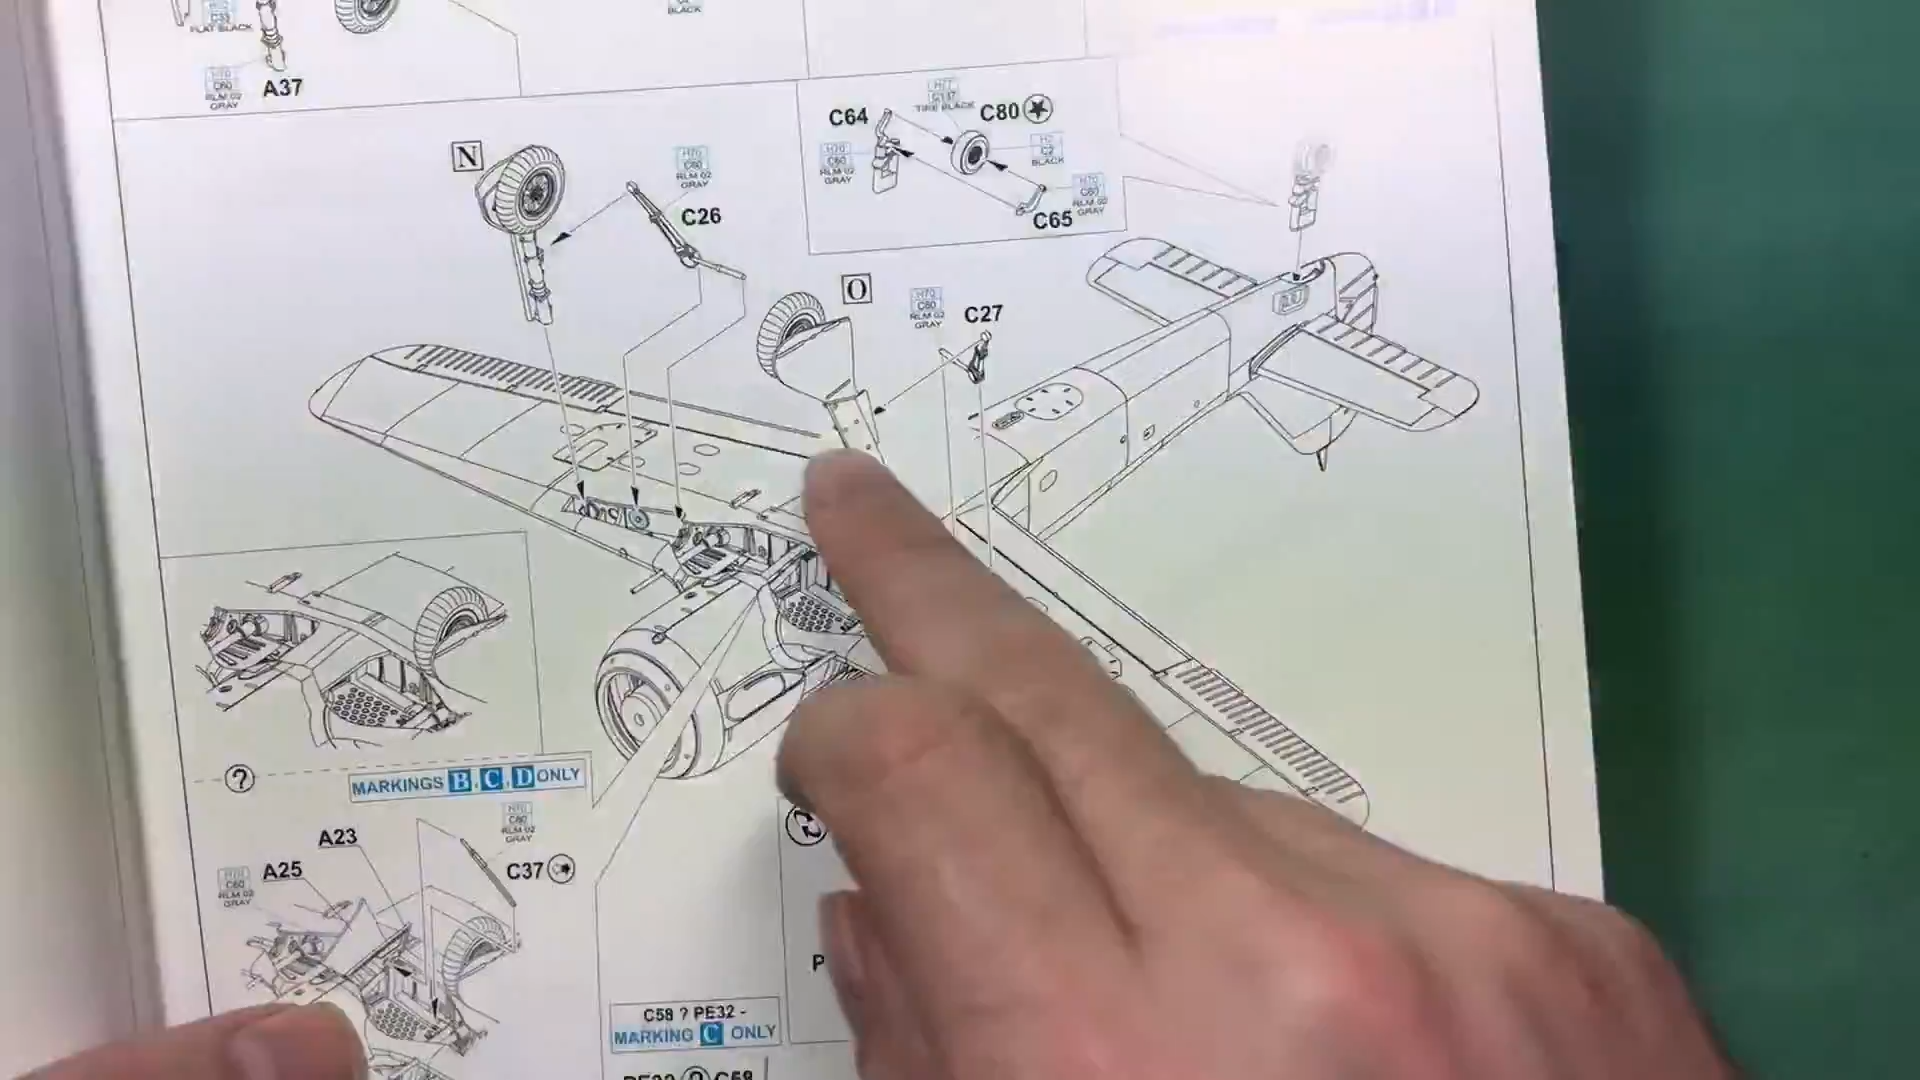 C33
FLAT BLACK
H70
C60
RLM 02
GRAY
A37
BLACK
N
H70
C60
RLM 02
GRAY
C26
C64
H77
C137
TIRE BLACK
C80
H70
C60
RLM 02
GRAY
H2
C2
BLACK
H70
C60
RLM 02
GRAY
C65
O
H70
C60
RLM 02
GRAY
C27
?
MARKINGS B, C, D ONLY
A23
H70
C60
RLM 02
GRAY
A25
C37
H70
C60
RLM 02
GRAY
P
C58 ? PE32 -
MARKING C ONLY
C58